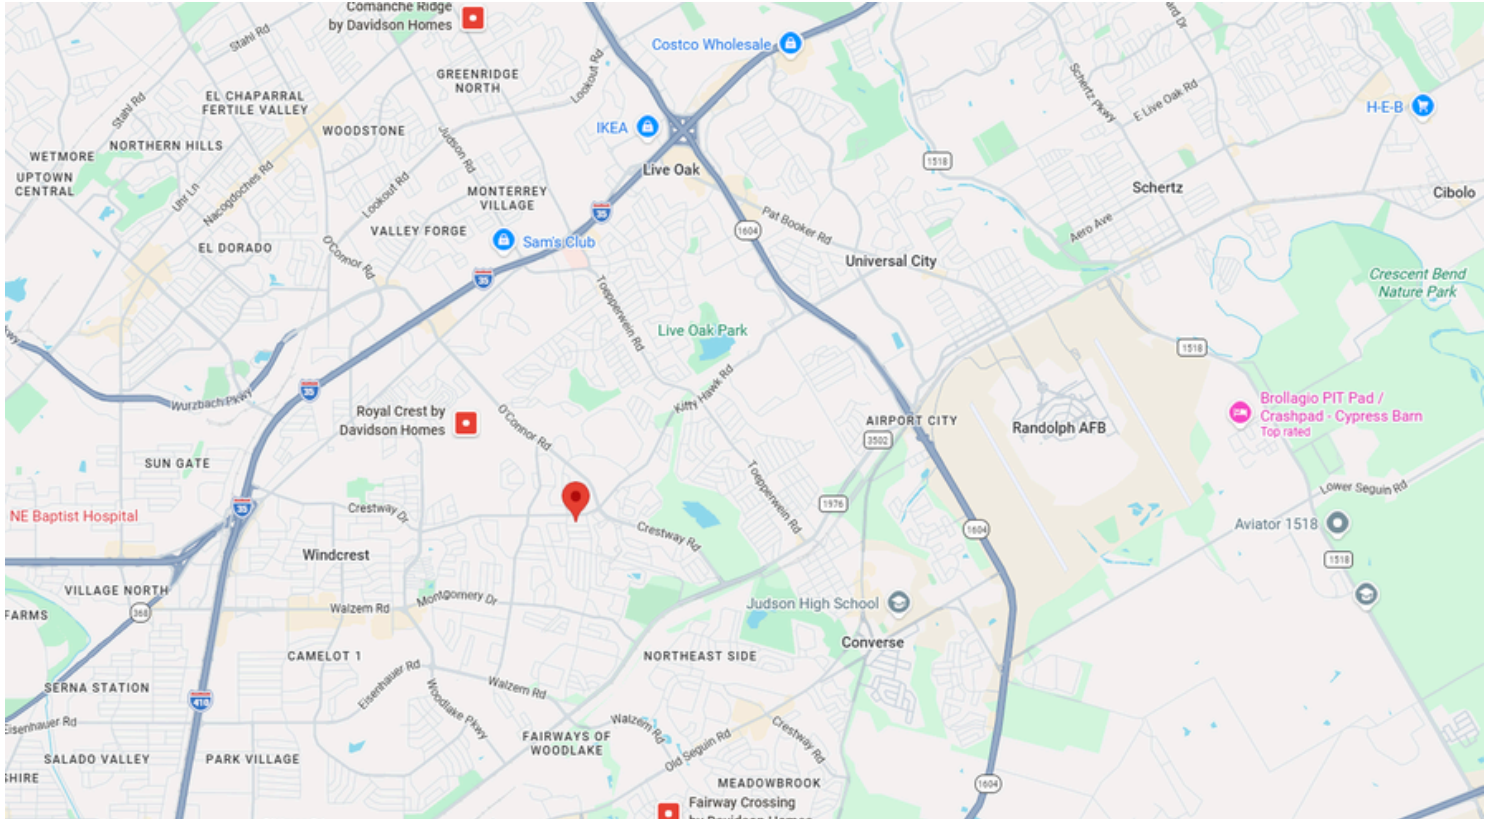 Comanche Ridge
by Davidson Homes
Stahl Rd
Costco Wholesale
GREENRIDGE
NORTH
Lookout Rd
Schertz Pkwy
E Live Oak Rd
H-E-B
Stahl Rd
EL CHAPARRAL
FERTILE VALLEY
WOODSTONE
IKEA
NORTHERN HILLS
Judson Rd
WETMORE
UPTOWN
CENTRAL
Live Oak
1518
Uhr Ln
Nacogdoches Rd
Lookout Rd
MONTERREY
VILLAGE
Schertz
Cibolo
35
Pat Booker Rd
1604
Aero Ave
VALLEY FORGE
EL DORADO
O'Connor Rd
Sam's Club
Universal City
35
Toepperwein Rd
Crescent Bend
Nature Park
Live Oak Park
1518
35
Wurzbach Pkwy
Kitty Hawk Rd
Royal Crest by
Davidson Homes
O'Connor Rd
AIRPORT CITY
3502
Randolph AFB
Brollagio PIT Pad /
Crashpad - Cypress Barn
Top rated
SUN GATE
Toepperwein Rd
Lower Seguin Rd
35
NE Baptist Hospital
Crestway Dr
1976
Crestway Rd
1604
Aviator 1518
Windcrest
1518
VILLAGE NORTH
368
FARMS
Walzem Rd
Montgomery Dr
Judson High School
Converse
CAMELOT 1
NORTHEAST SIDE
SERNA STATION
Eisenhauer Rd
Walzem Rd
410
Woodlake Pkwy
Eisenhauer Rd
Walzem Rd
Crestway Rd
Old Seguin Rd
FAIRWAYS OF
WOODLAKE
SALADO VALLEY
PARK VILLAGE
SHIRE
MEADOWBROOK
1604
Fairway Crossing
by Davidson Homes